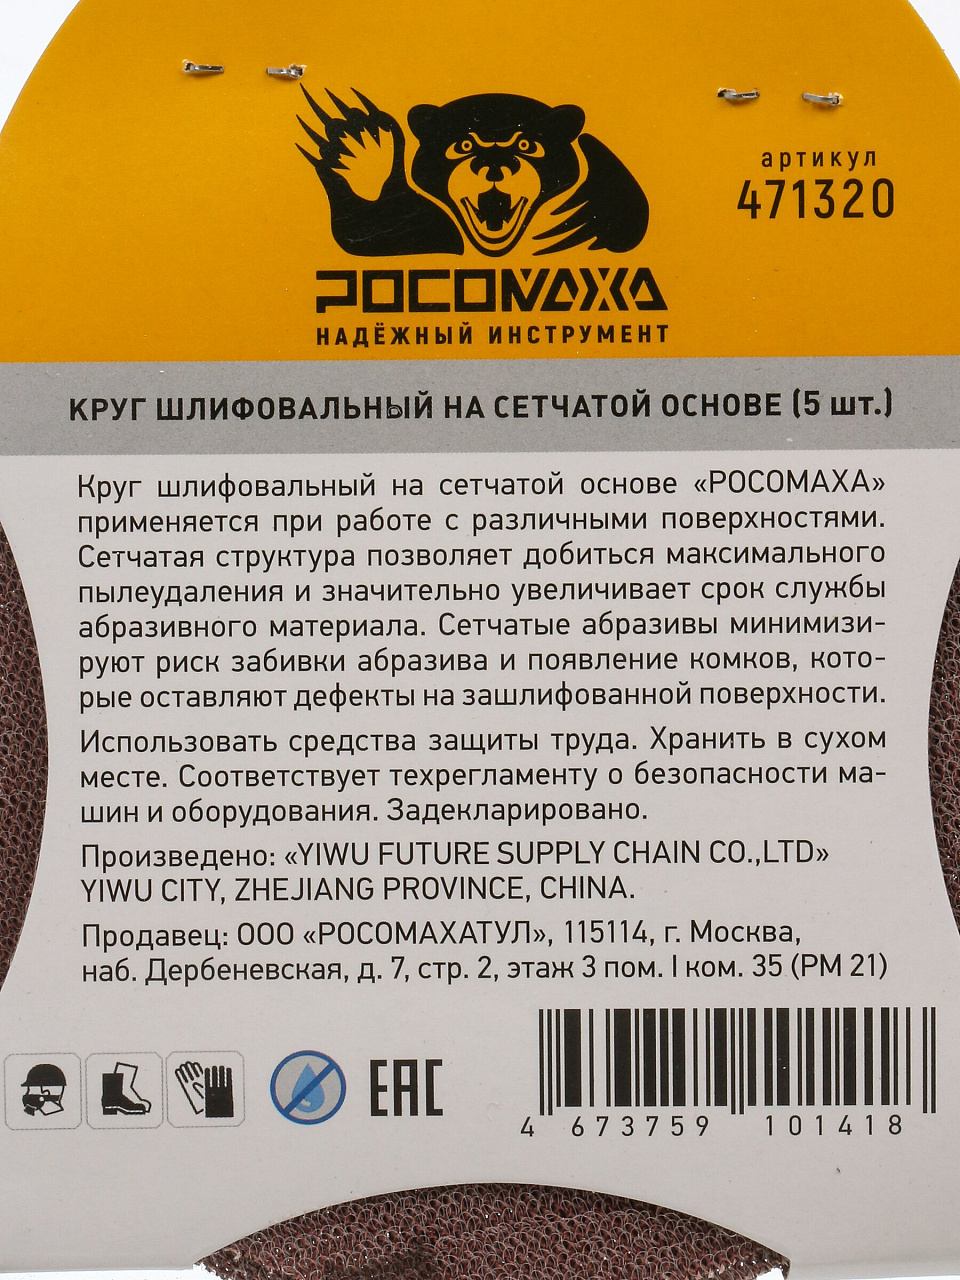 артикул
471320
РОСОМАХА
НАДЁЖНЫЙ ИНСТРУМЕНТ
КРУГ ШЛИФОВАЛЬНЫЙ НА СЕТЧАТОЙ ОСНОВЕ (5 шт.)
Круг шлифовальный на сетчатой основе «РОСОМАХА»
применяется при работе с различными поверхностями.
Сетчатая структура позволяет добиться максимального
пылеудаления и значительно увеличивает срок службы
абразивного материала. Сетчатые абразивы минимизи-
руют риск забивки абразива и появление комков, кото-
рые оставляют дефекты на зашлифованной поверхности.
Использовать средства защиты труда. Хранить в сухом
месте. Соответствует техрегламенту о безопасности ма-
шин и оборудования. Задекларировано.
Произведено: «YIWU FUTURE SUPPLY CHAIN CO.,LTD»
YIWU CITY, ZHEJIANG PROVINCE, CHINA.
Продавец: ООО «РОСОМАХАТУЛ», 115114, г. Москва,
наб. Дербеневская, д. 7, стр. 2, этаж 3 пом. I ком. 35 (РМ 21)
ЕАС
4 673759 101418